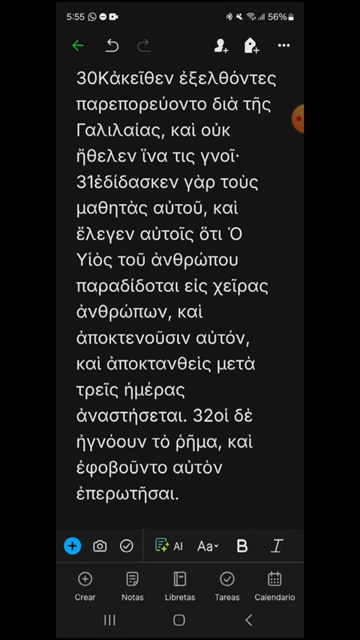 5:55 56%
30Κἀκεῖθεν ἐξελθόντες
παρεπορεύοντο διὰ τῆς
Γαλιλαίας, καὶ οὐκ
ἤθελεν ἵνα τις γνοῖ·
31ἐδίδασκεν γὰρ τοὺς
μαθητὰς αὐτοῦ, καὶ
ἔλεγεν αὐτοῖς ὅτι Ὁ
Υἱὸς τοῦ ἀνθρώπου
παραδίδοται εἰς χεῖρας
ἀνθρώπων, καὶ
ἀποκτενοῦσιν αὐτόν,
καὶ ἀποκτανθεὶς μετὰ
τρεῖς ἡμέρας
ἀναστήσεται. 32οἱ δὲ
ἠγνόουν τὸ ῥῆμα, καὶ
ἐφοβοῦντο αὐτὸν
ἐπερωτῆσαι.
AI Aa B I
Crear Notas Libretas Tareas Calendario